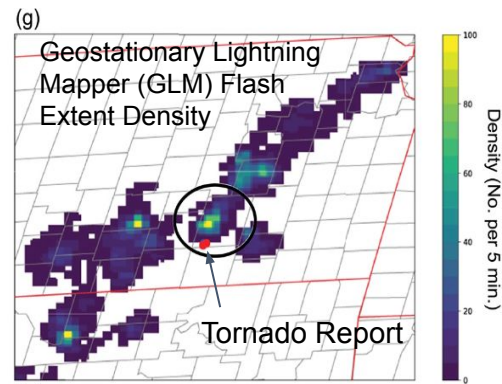 (g)
Geostationary Lightning
Mapper (GLM) Flash
Extent Density
Tornado Report
100
80
60
40
20
0
Density (No. per 5 min.)